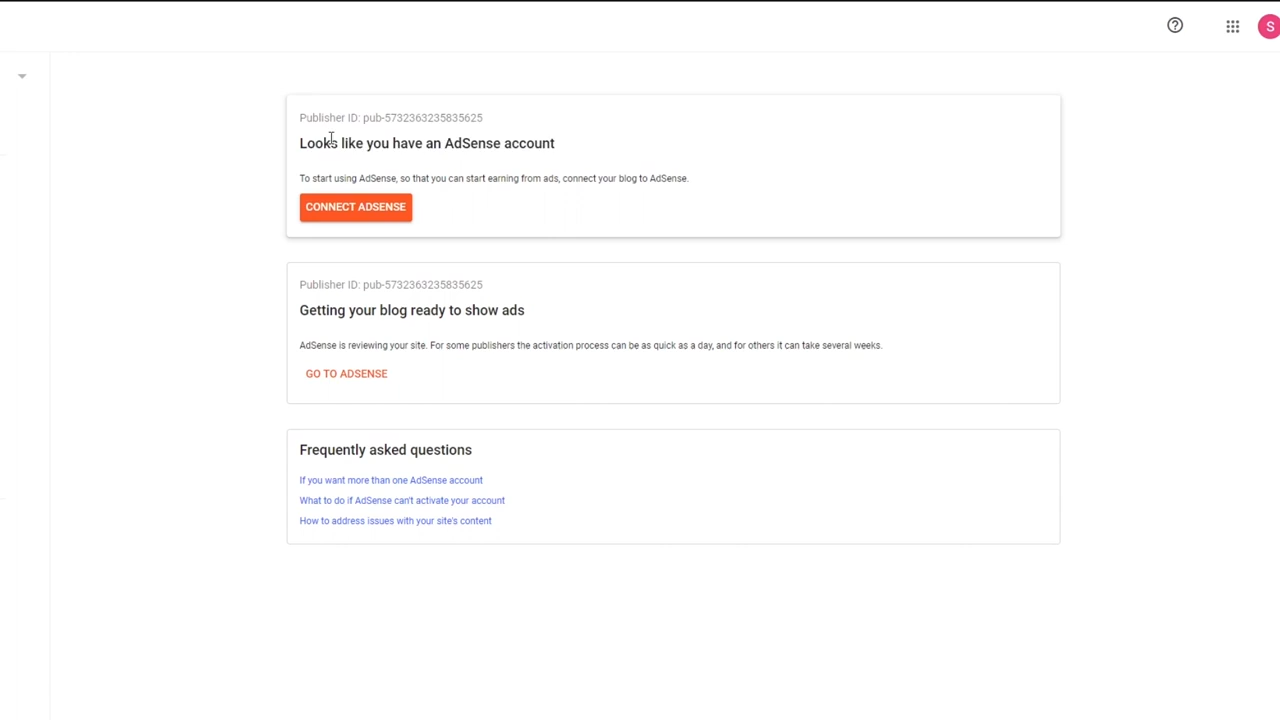 S
Publisher ID: pub-5732363235835625
Looks like you have an AdSense account
To start using AdSense, so that you can start earning from ads, connect your blog to AdSense.
CONNECT ADSENSE
Publisher ID: pub-5732363235835625
Getting your blog ready to show ads
AdSense is reviewing your site. For some publishers the activation process can be as quick as a day, and for others it can take several weeks.
GO TO ADSENSE
Frequently asked questions
If you want more than one AdSense account
What to do if AdSense can't activate your account
How to address issues with your site's content